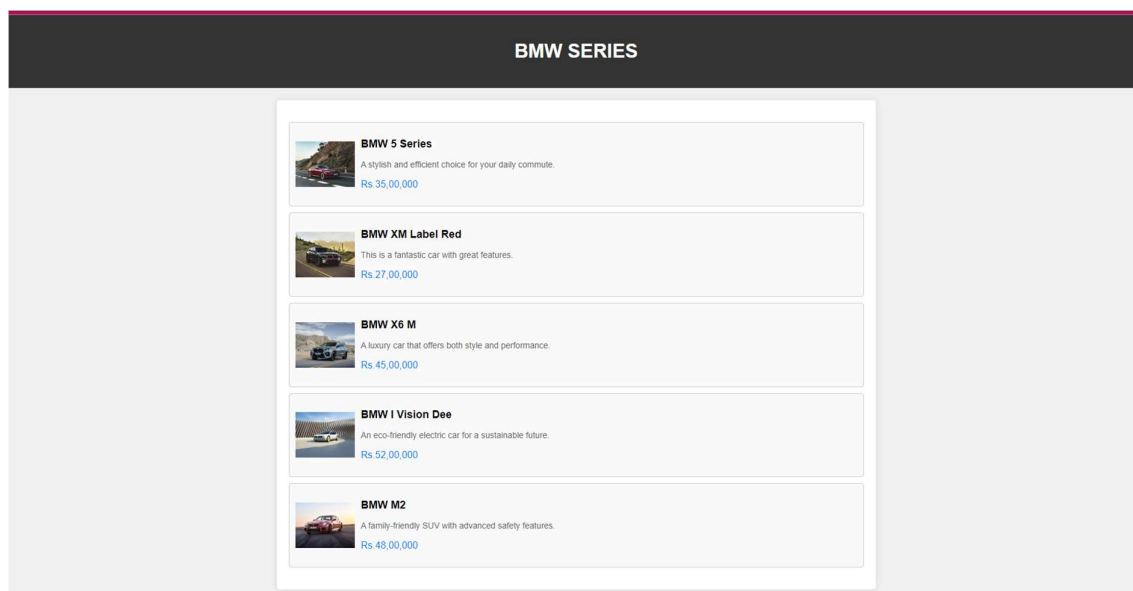 BMW SERIES
BMW 5 Series
A stylish and efficient choice for your daily commute.
Rs.35,00,000
BMW XM Label Red
This is a fantastic car with great features.
Rs.27,00,000
BMW X6 M
A luxury car that offers both style and performance.
Rs.45,00,000
BMW I Vision Dee
An eco-friendly electric car for a sustainable future.
Rs.52,00,000
BMW M2
A family-friendly SUV with advanced safety features.
Rs.48,00,000